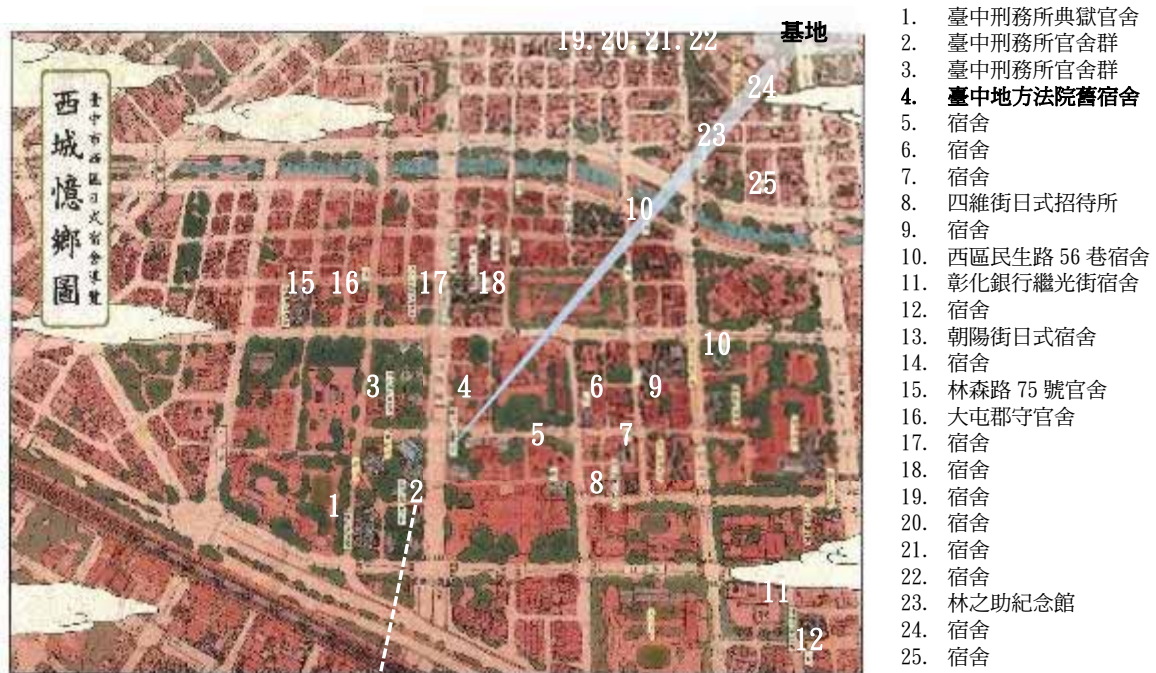 基地
19. 20, 21. 22
24
23
25
10
15
16
17
18
10
3
4
6
9
5
7
8
1
2
11
12
西城憶鄉圖
臺中市西區日式宿舍導覽
1. 臺中刑務所典獄官舍
2. 臺中刑務所官舍群
3. 臺中刑務所官舍群
4. 臺中地方法院舊宿舍
5. 宿舍
6. 宿舍
7. 宿舍
8. 四維街日式招待所
9. 宿舍
10. 西區民生路 56 巷宿舍
11. 彰化銀行繼光街宿舍
12. 宿舍
13. 朝陽街日式宿舍
14. 宿舍
15. 林森路 75 號官舍
16. 大屯郡守官舍
17. 宿舍
18. 宿舍
19. 宿舍
20. 宿舍
21. 宿舍
22. 宿舍
23. 林之助紀念館
24. 宿舍
25. 宿舍